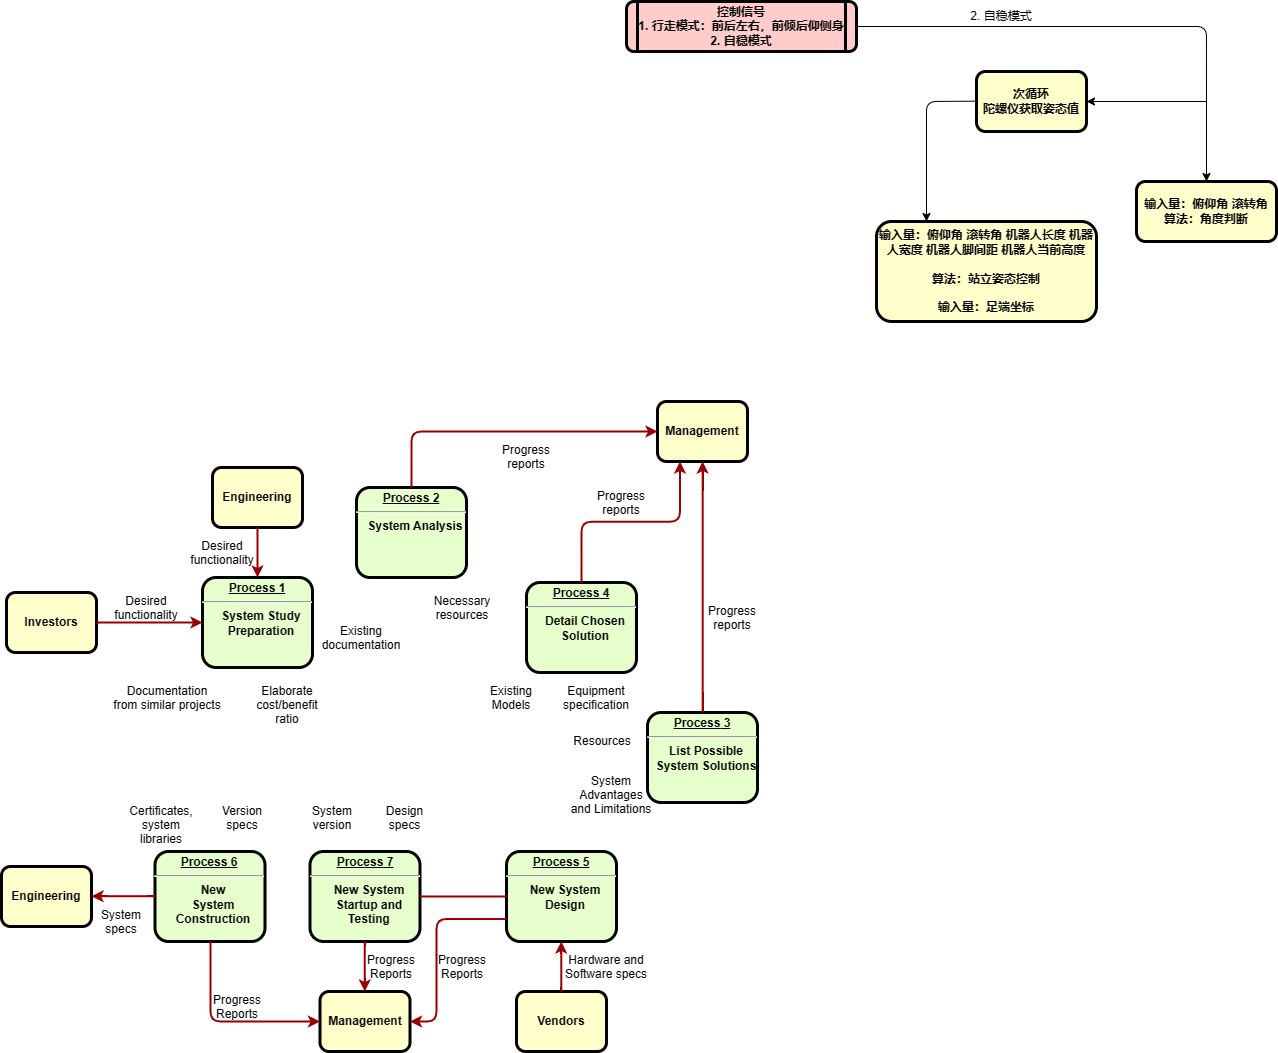 控制信号
1. 行走模式：前后左右，前倾后仰侧身
2. 自稳模式
2. 自稳模式
次循环
陀螺仪获取姿态值
输入量：俯仰角 滚转角
算法：角度判断
输入量：俯仰角 滚转角 机器人长度 机器
人宽度 机器人脚间距 机器人当前高度
算法：站立姿态控制
输入量：足端坐标
Management
Progress
reports
Engineering
Process 2
System Analysis
Progress
reports
Desired
functionality
Process 1
System Study
Preparation
Investors
Desired
functionality
Existing
documentation
Necessary
resources
Process 4
Detail Chosen
Solution
Progress
reports
Documentation
from similar projects
Elaborate
cost/benefit
ratio
Existing
Models
Equipment
specification
Process 3
List Possible
System Solutions
Resources
System
Advantages
and Limitations
Certificates,
system
libraries
Version
specs
System
version
Design
specs
Process 6
New
System
Construction
Process 7
New System
Startup and
Testing
Process 5
New System
Design
Engineering
System
specs
Progress
Reports
Progress
Reports
Hardware and
Software specs
Progress
Reports
Management
Vendors